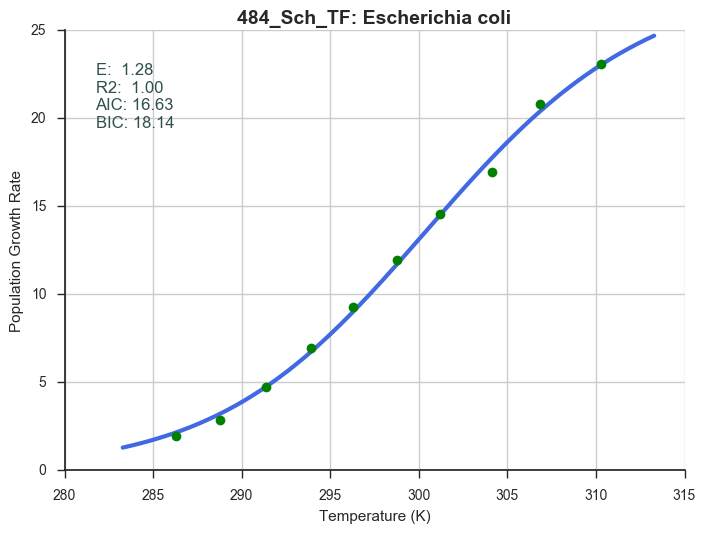 484_Sch_TF: Escherichia coli
E:  1.28
R2:  1.00
AIC: 16.63
BIC: 18.14
Population Growth Rate
25
20
15
10
5
0
280 285 290 295 300 305 310 315
Temperature (K)